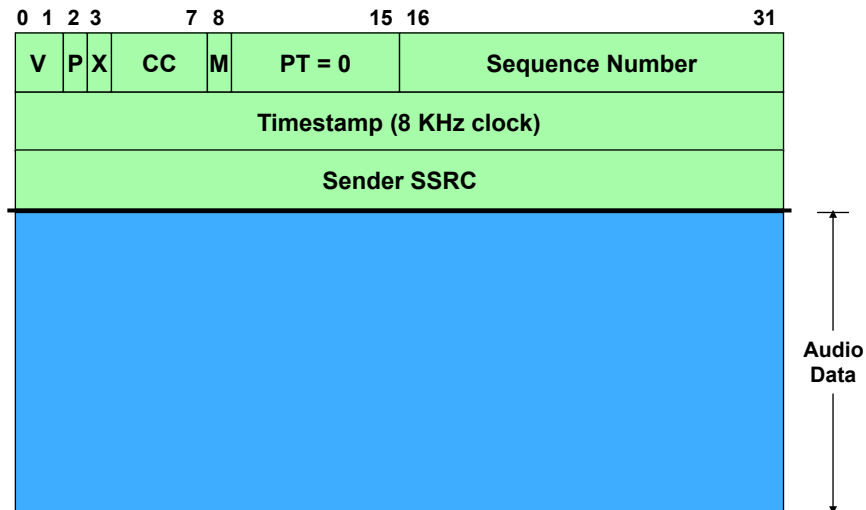 0 1 2 3 7 8 15 16 31
V P X CC M PT = 0 Sequence Number
Timestamp (8 KHz clock)
Sender SSRC
Audio
Data